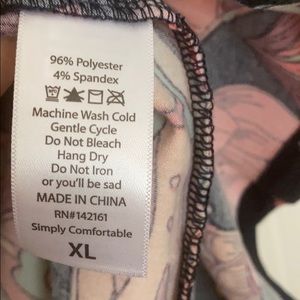 96% Polyester
4% Spandex
Machine Wash Cold
Gentle Cycle
Do Not Bleach
Hang Dry
Do Not Iron
or you'll be sad
MADE IN CHINA
RN#142161
Simply Comfortable
XL